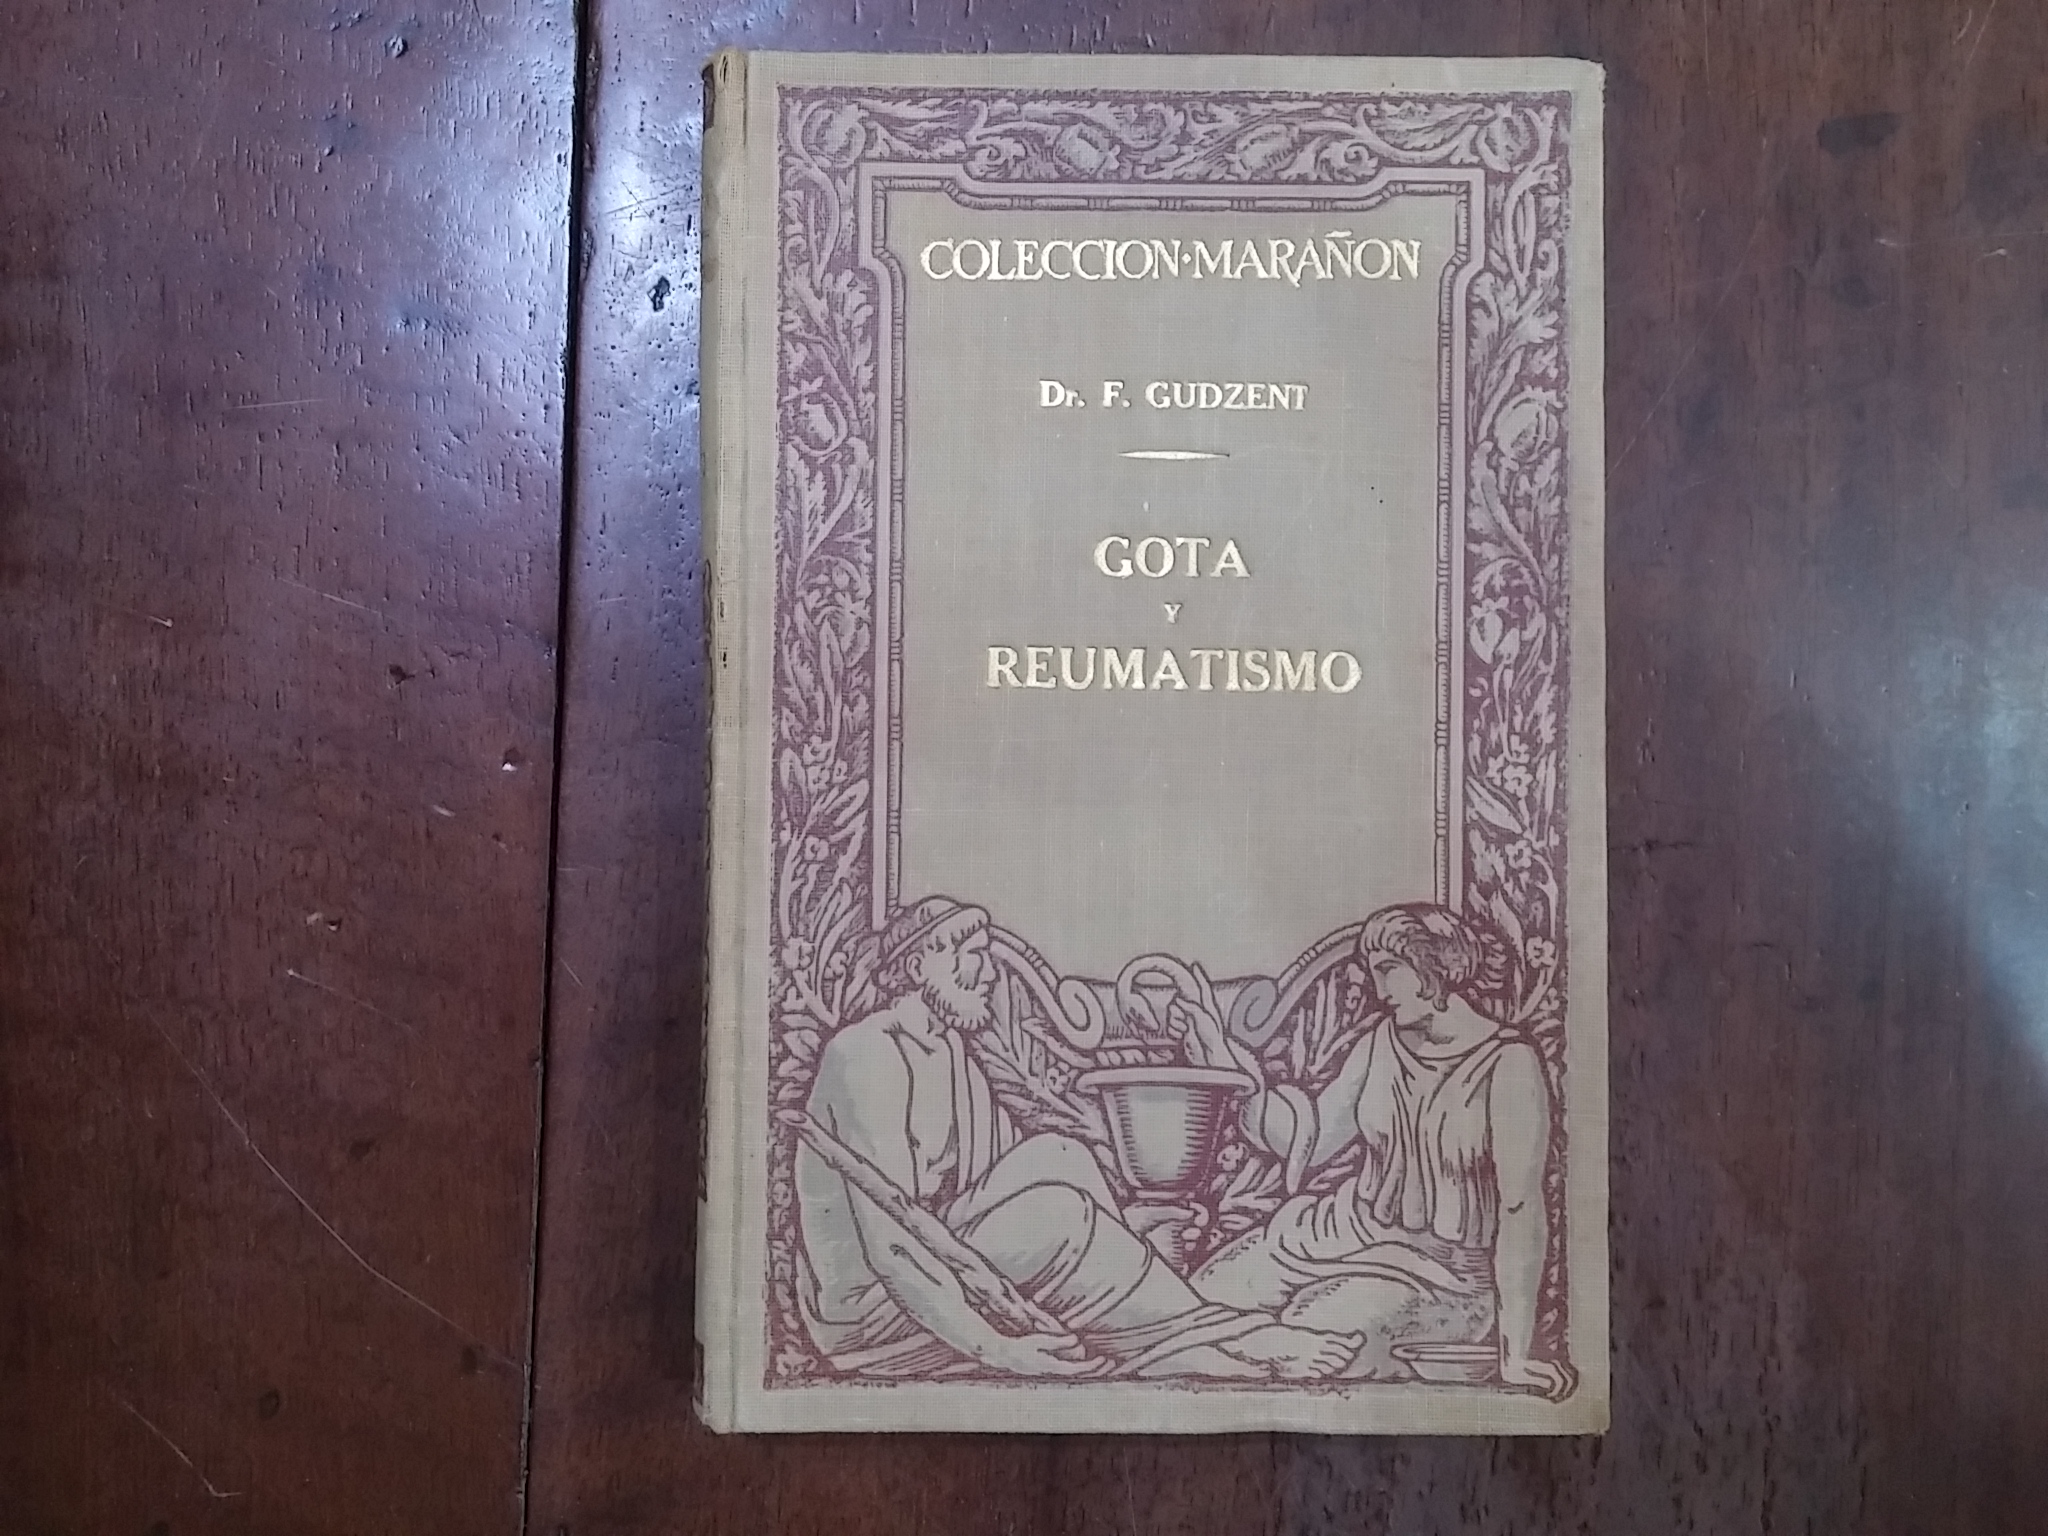 COLECCION·MARAÑON
Dr. F. GUDZENT
GOTA
Y
REUMATISMO